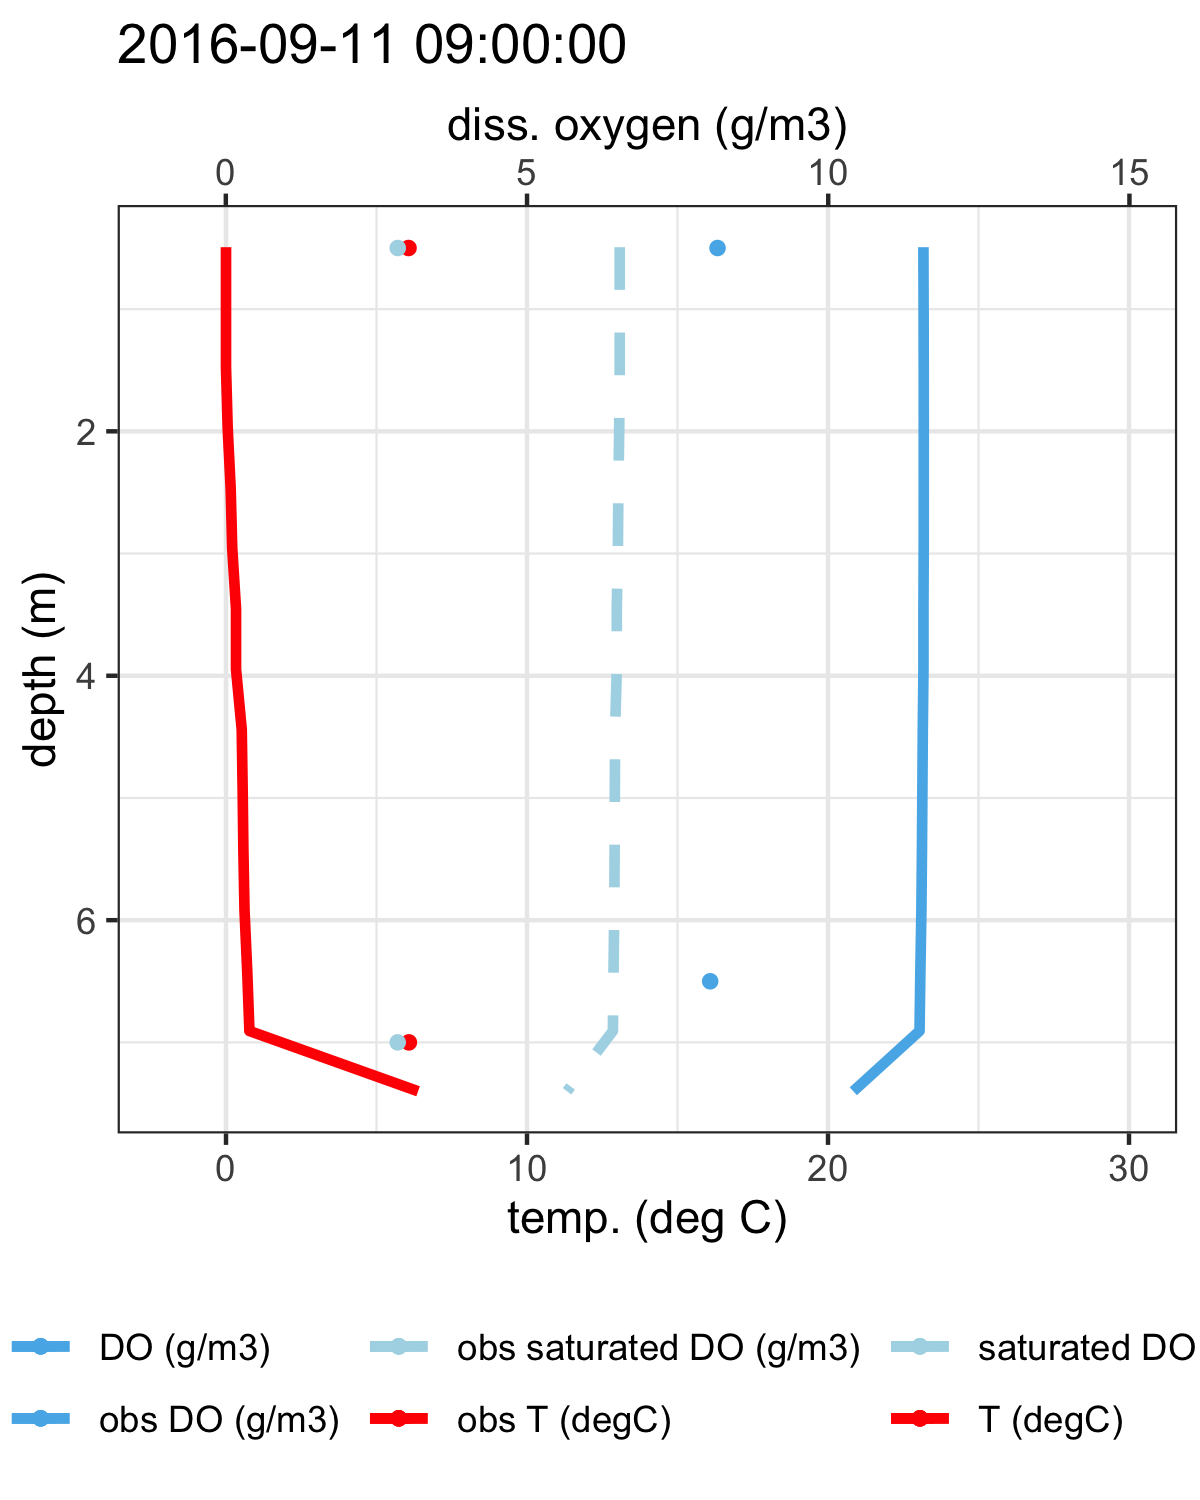 2016-09-11 09:00:00
diss. oxygen (g/m3)
0 5 10 15
depth (m)
2
4
6
0 10 20 30
temp. (deg C)
DO (g/m3) obs saturated DO (g/m3) saturated DO
obs DO (g/m3) obs T (degC) T (degC)